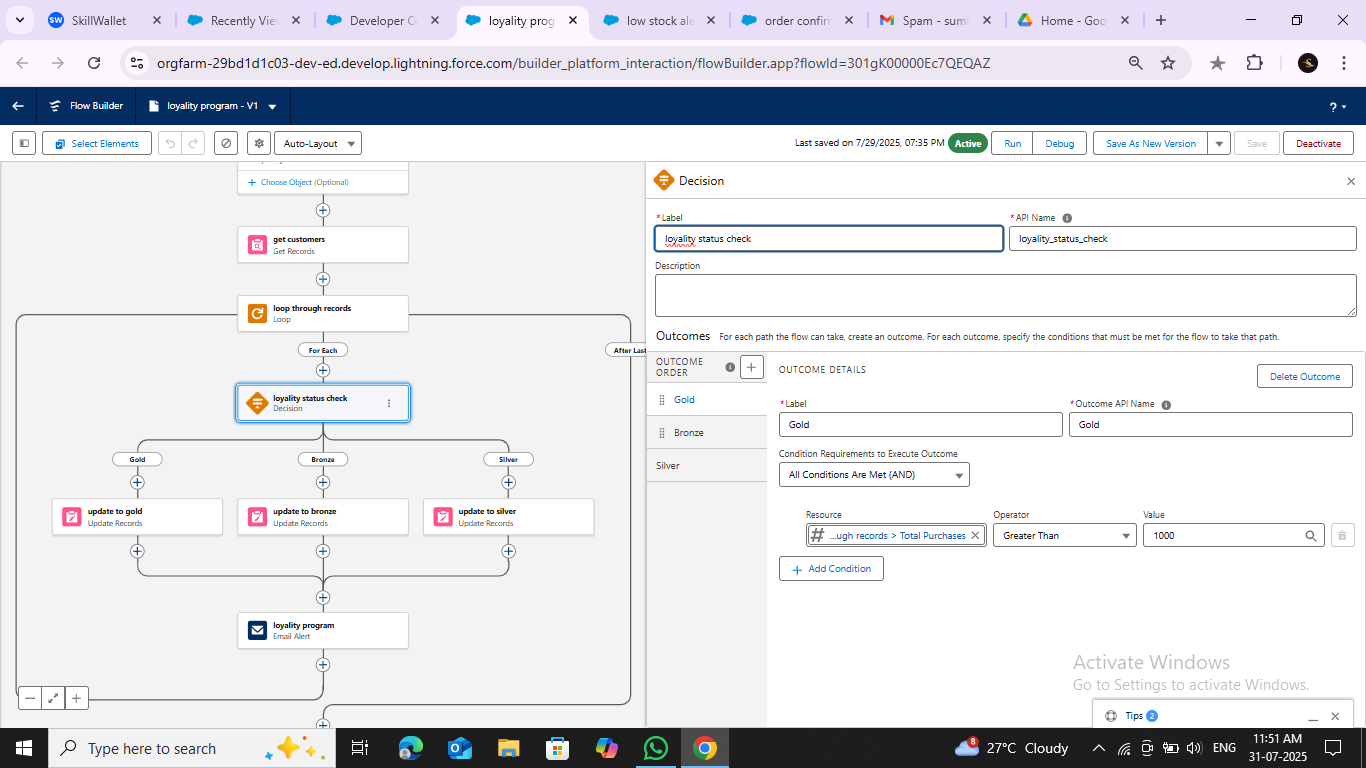 SkillWallet
Recently Vie
Developer Co
loyality prog
low stock ale
order confirm
Spam - sumi
Home - Goo
orgfarm-29bd1d1c03-dev-ed.develop.lightning.force.com/builder_platform_interaction/flowBuilder.app?flowId=301gK00000Ec7QEQAZ
Flow Builder
loyality program - V1
?
Select Elements
Auto-Layout
Last saved on 7/29/2025, 07:35 PM
Active
Run
Debug
Save As New Version
Save
Deactivate
+ Choose Object (Optional)
get customers
Get Records
loop through records
Loop
For Each
After Last
loyality status check
Decision
Gold
Bronze
Silver
update to gold
Update Records
update to bronze
Update Records
update to silver
Update Records
loyality program
Email Alert
Decision
*Label
loyality status check
*API Name
loyality_status_check
Description
Outcomes
For each path the flow can take, create an outcome. For each outcome, specify the conditions that must be met for the flow to take that path.
OUTCOME
ORDER
Gold
Bronze
Silver
OUTCOME DETAILS
Delete Outcome
*Label
Gold
*Outcome API Name
Gold
Condition Requirements to Execute Outcome
All Conditions Are Met (AND)
Resource
...ugh records > Total Purchases
Operator
Greater Than
Value
1000
+ Add Condition
Activate Windows
Go to Settings to activate Windows.
Tips 2
Type here to search
8
27°C Cloudy
ENG
11:51 AM
31-07-2025